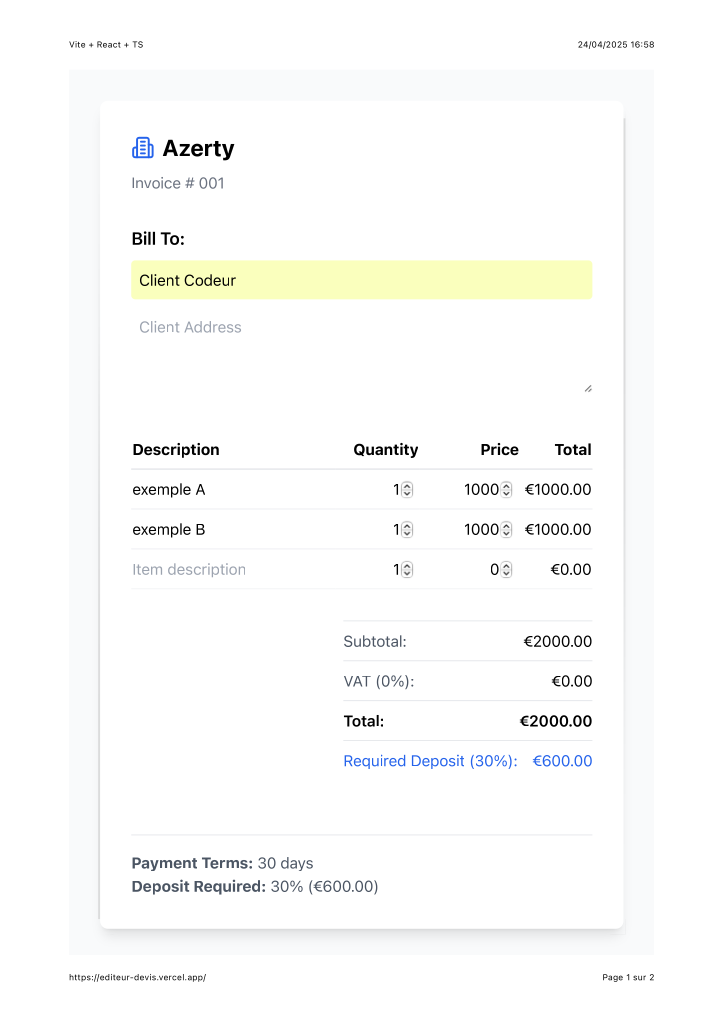 Vite + React + TS 24/04/2025 16:58
Azerty
Invoice # 001
Bill To:
Client Codeur
Client Address
Description Quantity Price Total
exemple A 1 1000 €1000.00
exemple B 1 1000 €1000.00
Item description 1 0 €0.00
Subtotal: €2000.00
VAT (0%): €0.00
Total: €2000.00
Required Deposit (30%): €600.00
Payment Terms: 30 days
Deposit Required: 30% (€600.00)
https://editeur-devis.vercel.app/ Page 1 sur 2